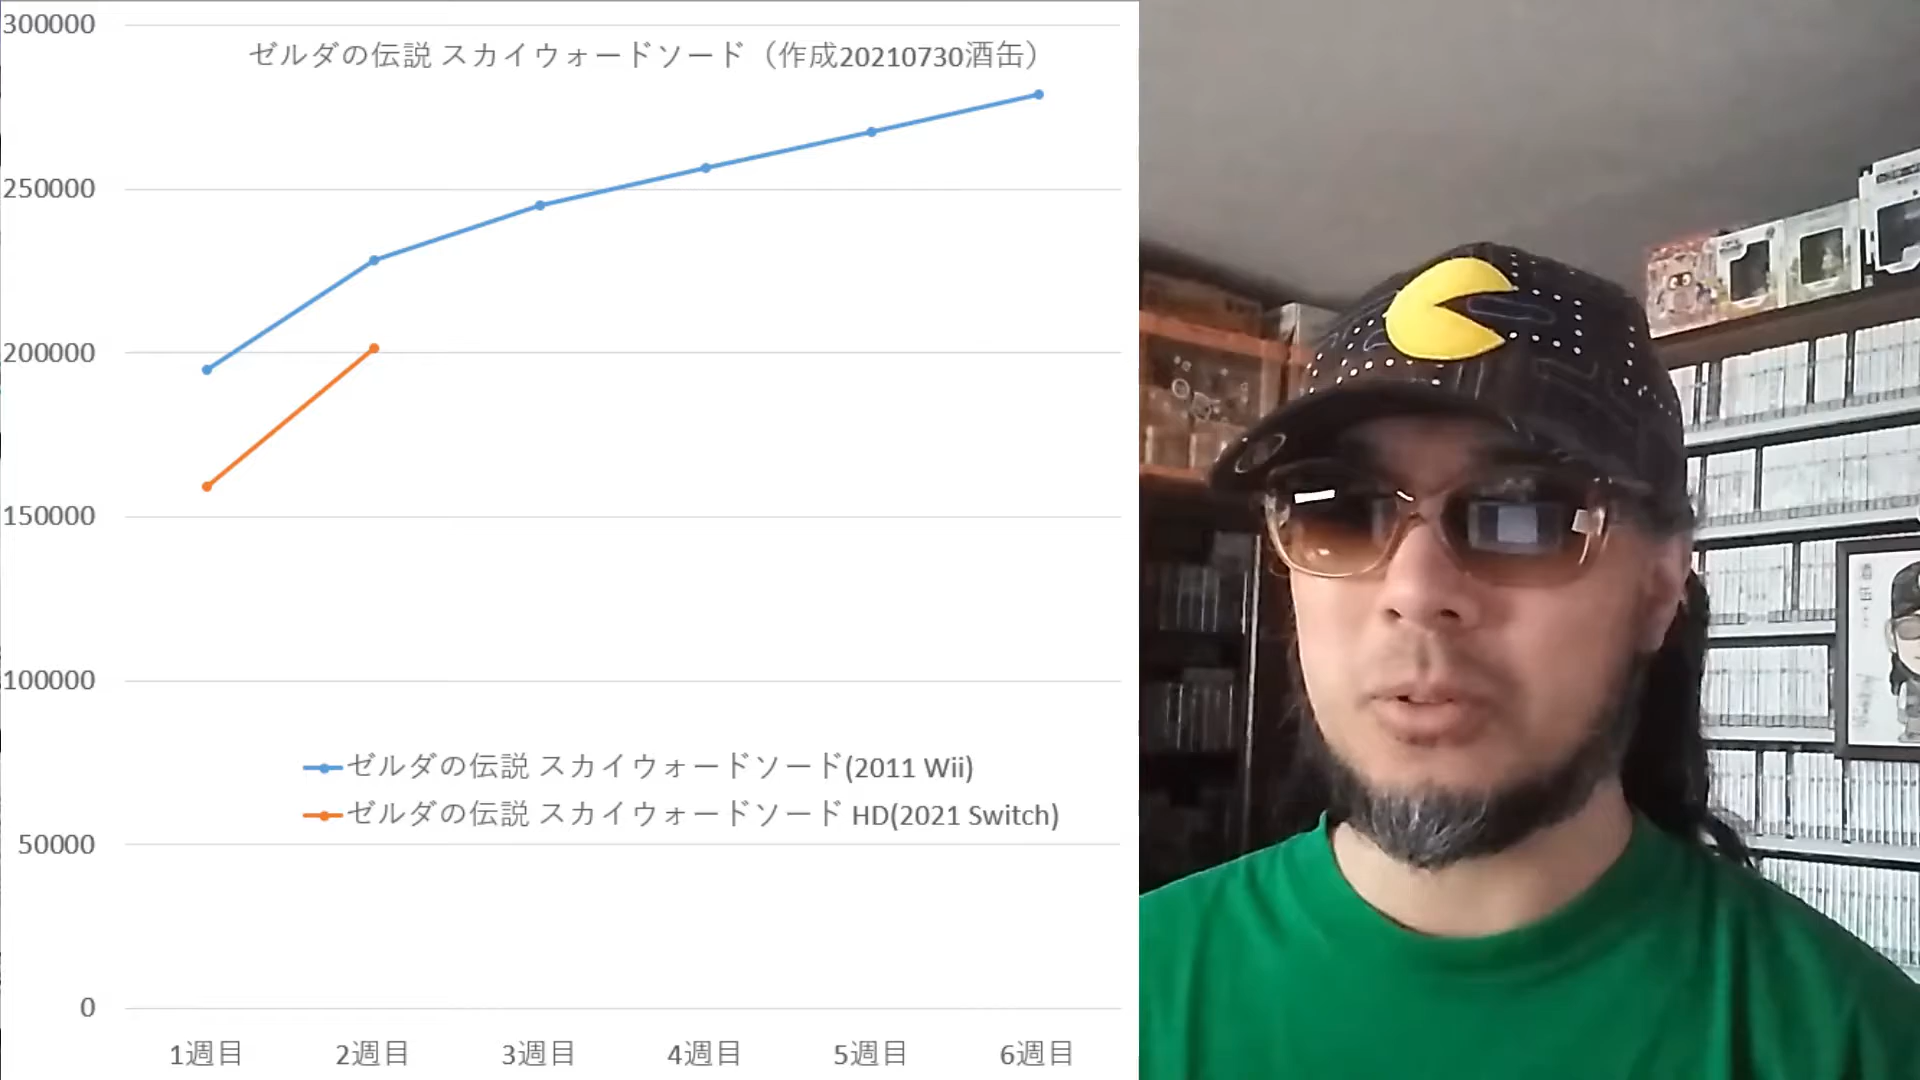 300000
ゼルダの伝説 スカイウォードソード（作成20210730酒缶）
250000
200000
150000
100000
50000
0
ゼルダの伝説 スカイウォードソード(2011 Wii)
ゼルダの伝説 スカイウォードソード HD(2021 Switch)
1週目 2週目 3週目 4週目 5週目 6週目